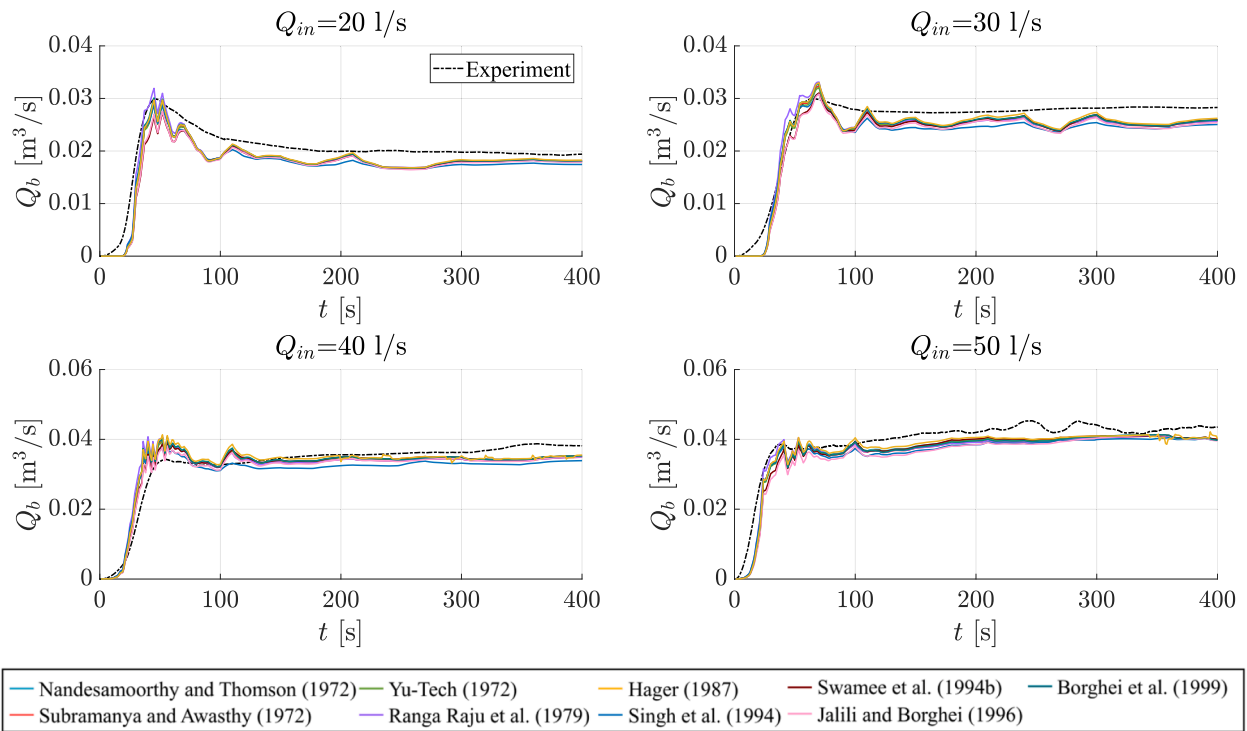 Q_in=20 l/s
0.04
0.03
0.02
0.01
0
Q_b [m³/s]
Experiment
0 100 200 300 400
t [s]
Q_in=30 l/s
0.04
0.03
0.02
0.01
0
Q_b [m³/s]
0 100 200 300 400
t [s]
Q_in=40 l/s
0.06
0.04
0.02
0
Q_b [m³/s]
0 100 200 300 400
t [s]
Q_in=50 l/s
0.06
0.04
0.02
0
Q_b [m³/s]
0 100 200 300 400
t [s]
Nandesamoorthy and Thomson (1972) Yu-Tech (1972) Hager (1987) Swamee et al. (1994b) Borghei et al. (1999)
Subramanya and Awasthy (1972) Ranga Raju et al. (1979) Singh et al. (1994) Jalili and Borghei (1996)